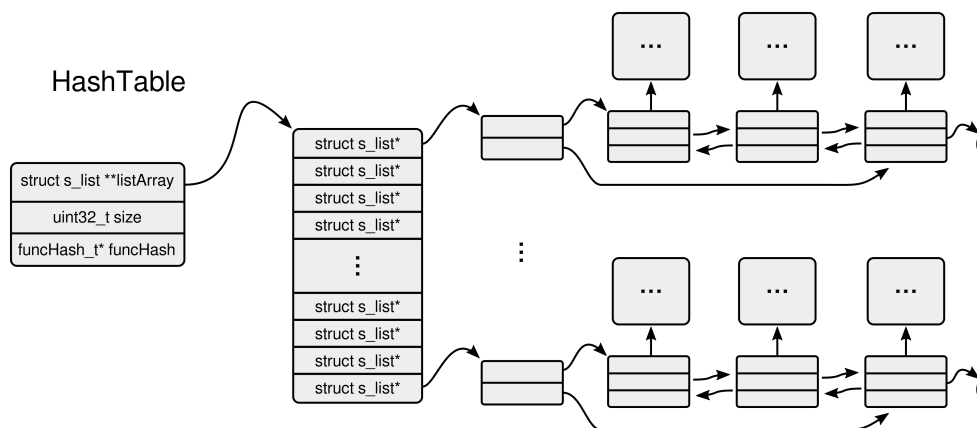 HashTable
struct s_list **listArray
uint32_t size
funcHash_t* funcHash
struct s_list*
struct s_list*
struct s_list*
struct s_list*
⋮
struct s_list*
struct s_list*
struct s_list*
struct s_list*
...
...
...
⋮
...
...
...